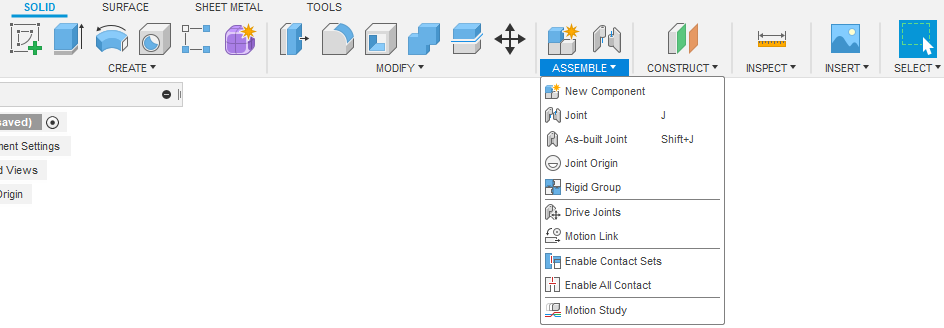 SOLID SURFACE SHEET METAL TOOLS
CREATE MODIFY ASSEMBLE CONSTRUCT INSPECT INSERT SELECT
New Component
Joint J
As-built Joint Shift+J
Joint Origin
Rigid Group
Drive Joints
Motion Link
Enable Contact Sets
Enable All Contact
Motion Study
saved)
ment Settings
d Views
Origin